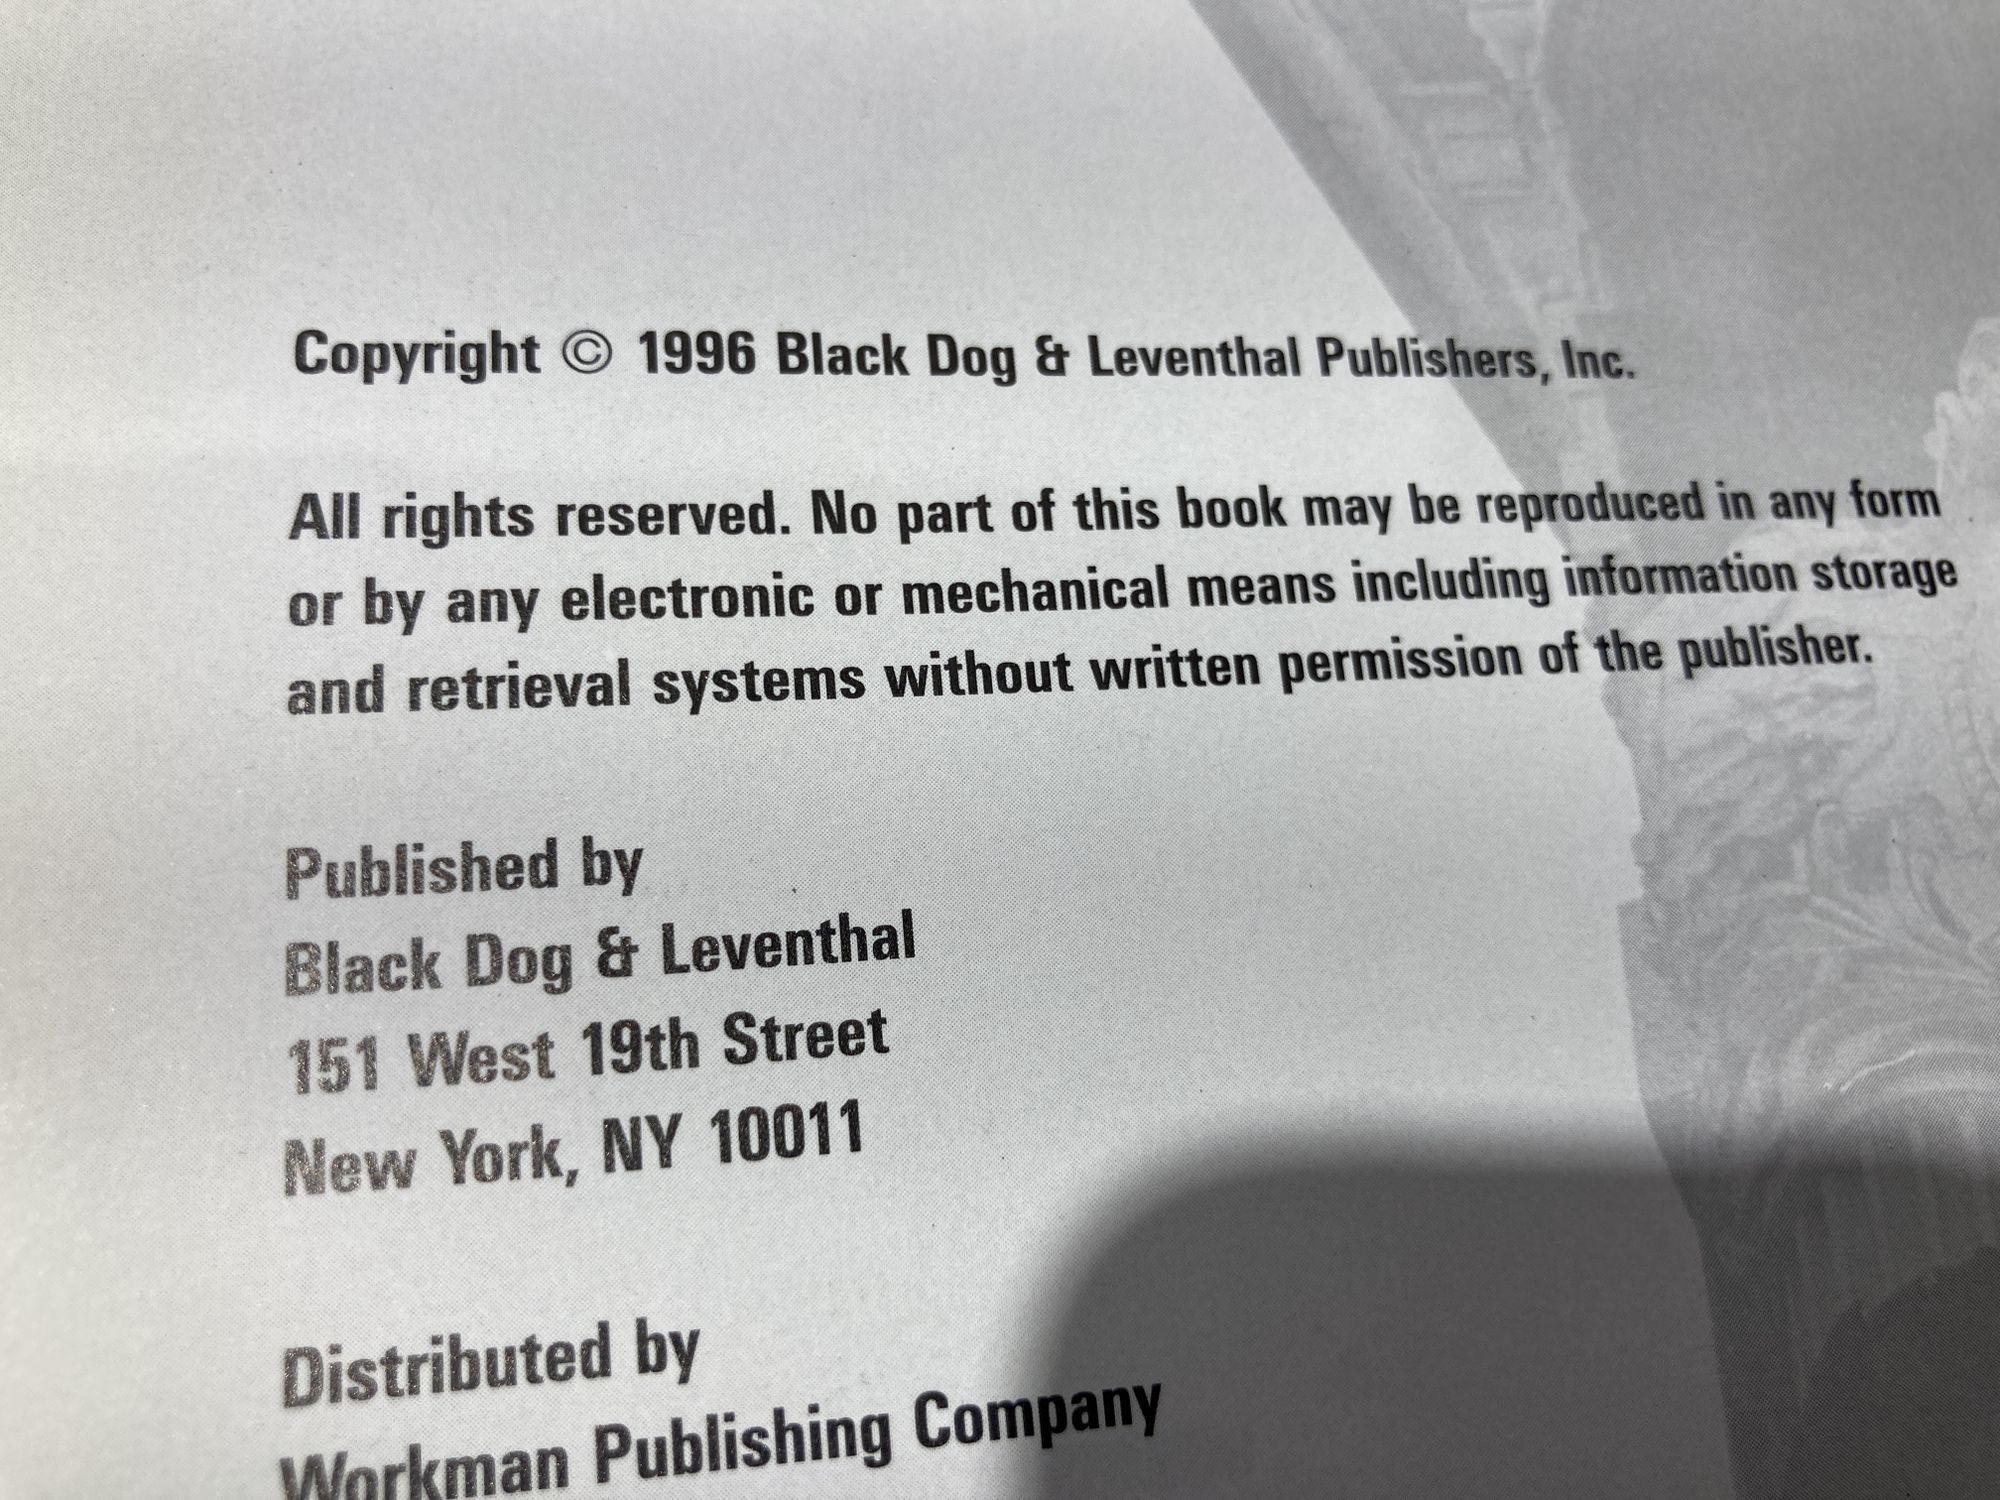 Copyright © 1996 Black Dog & Leventhal Publishers, Inc.
All rights reserved. No part of this book may be reproduced in any form
or by any electronic or mechanical means including information storage
and retrieval systems without written permission of the publisher.
Published by
Black Dog & Leventhal
151 West 19th Street
New York, NY 10011
Distributed by
Workman Publishing Company